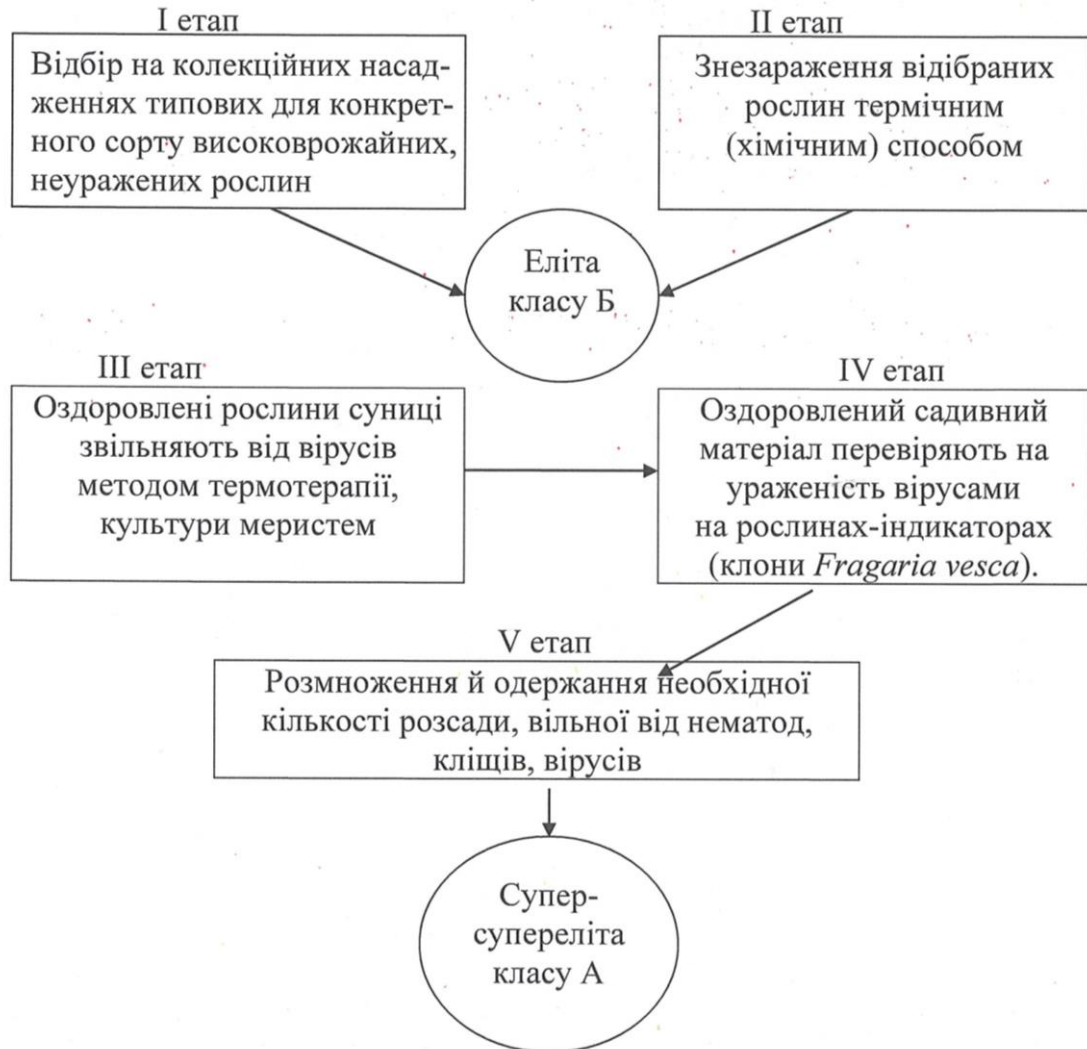 I етап
Відбір на колекційних насад-
женнях типових для конкрет-
ного сорту високоврожайних,
неуражених рослин
II етап
Знезараження відібраних
рослин термічним
(хімічним) способом
Еліта
класу Б
III етап
Оздоровлені рослини суниці
звільняють від вірусів
методом термотерапії,
культури меристем
IV етап
Оздоровлений садивний
матеріал перевіряють на
ураженість вірусами
на рослинах-індикаторах
(клони Fragaria vesca).
V етап
Розмноження й одержання необхідної
кількості розсади, вільної від нематод,
кліщів, вірусів
Супер-
супереліта
класу А